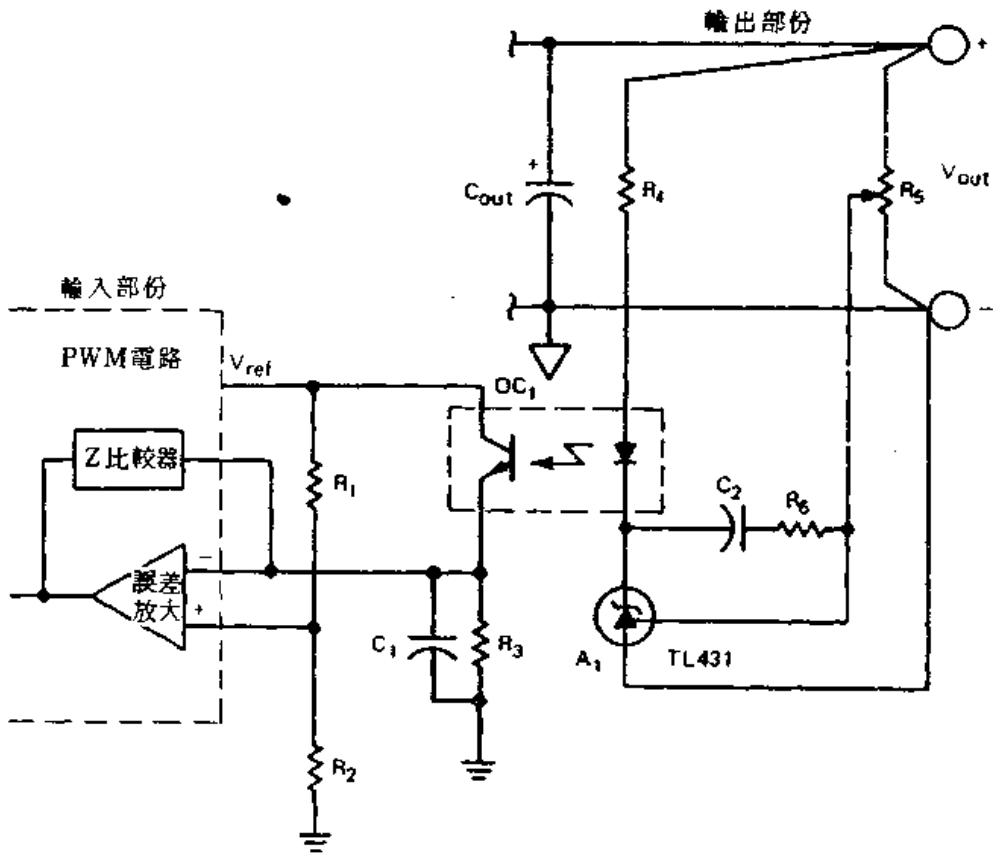 輸出部份
+
+
Cout
R4
R5
Vout
輸入部份
−
PWM電路
Vref
OC1
Z比較器
R1
C2
R6
−
誤差
放大
+
C1
R3
A1
TL431
R2